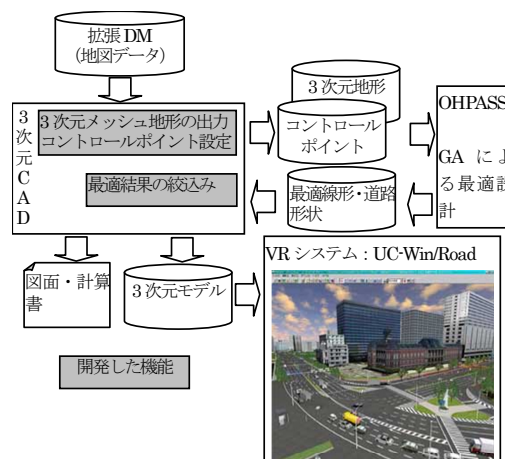 拡張 DM
（地図データ）
3次元CAD
3次元メッシュ地形の出力
コントロールポイント設定
最適結果の絞込み
3次元地形
コントロール
ポイント
最適線形・道路
形状
OHPASS
GA によ
る最適設
計
図面・計算
書
3次元モデル
VR システム：UC-Win/Road
開発した機能